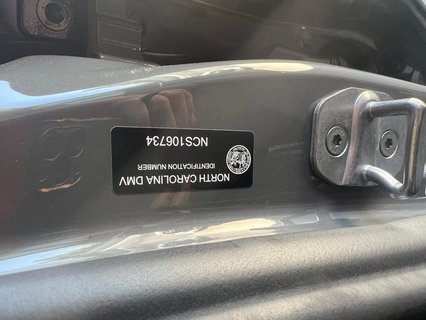 NORTH CAROLINA DMV
IDENTIFICATION NUMBER
NCS106734